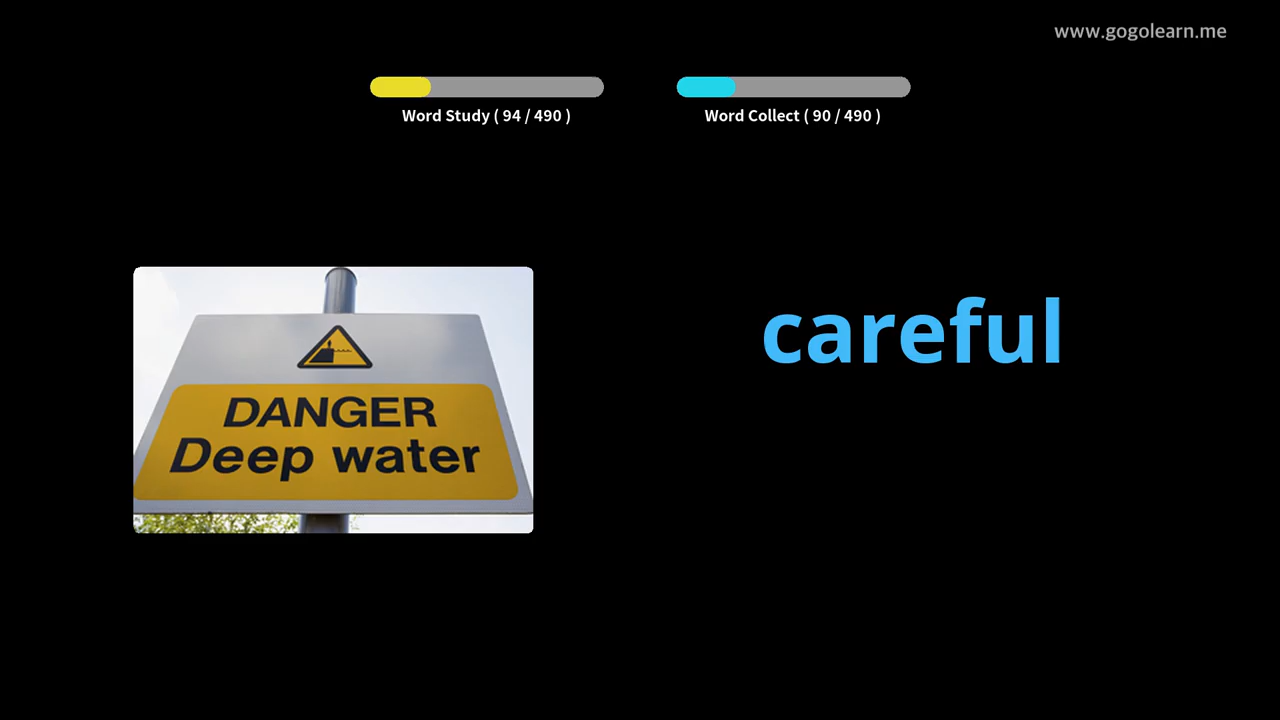 www.gogolearn.me
Word Study ( 94 / 490 )
Word Collect ( 90 / 490 )
careful
DANGER
Deep water